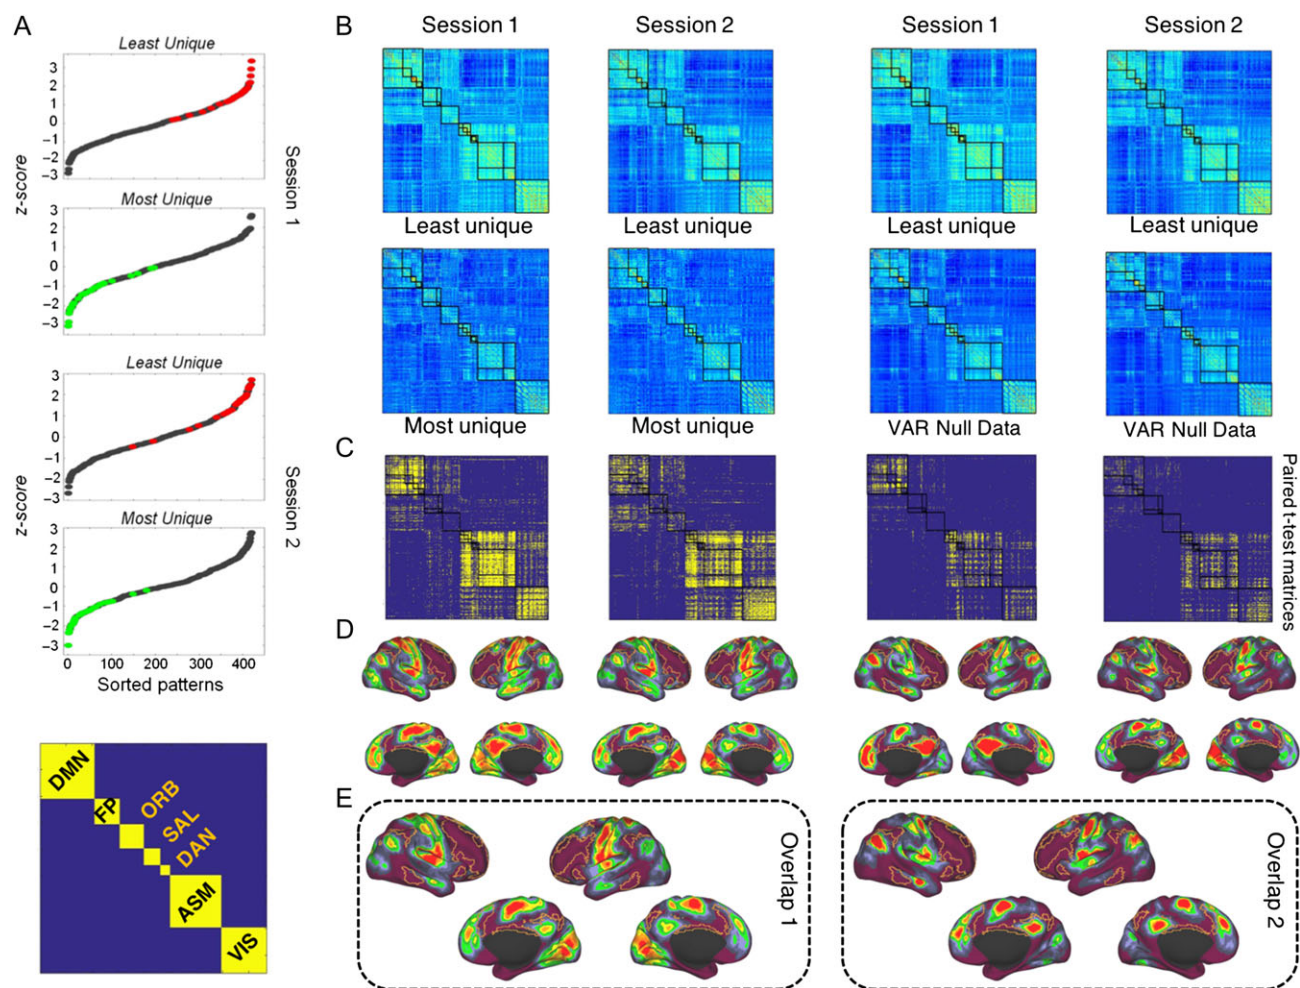 A
Least Unique
3
2
1
0
−1
−2
−3
z-score
Most Unique
3
2
1
0
−1
−2
−3
Session 1
Least Unique
3
2
1
0
−1
−2
−3
z-score
Most Unique
3
2
1
0
−1
−2
−3
Session 2
0 100 200 300 400
Sorted patterns
DMN
FP
ORB
SAL
DAN
ASM
VIS
B
Session 1 Session 2 Session 1 Session 2
Least unique Least unique Least unique Least unique
Most unique Most unique VAR Null Data VAR Null Data
C
Paired t-test matrices
D
E
Overlap 1
Overlap 2